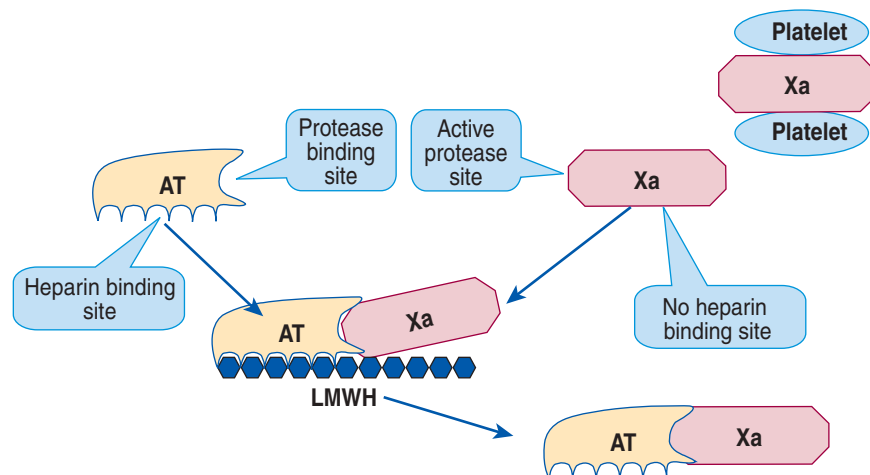 Platelet
Xa
Platelet
Protease
binding
site
Active
protease
site
AT
Xa
Heparin binding
site
No heparin
binding site
AT
Xa
LMWH
AT
Xa